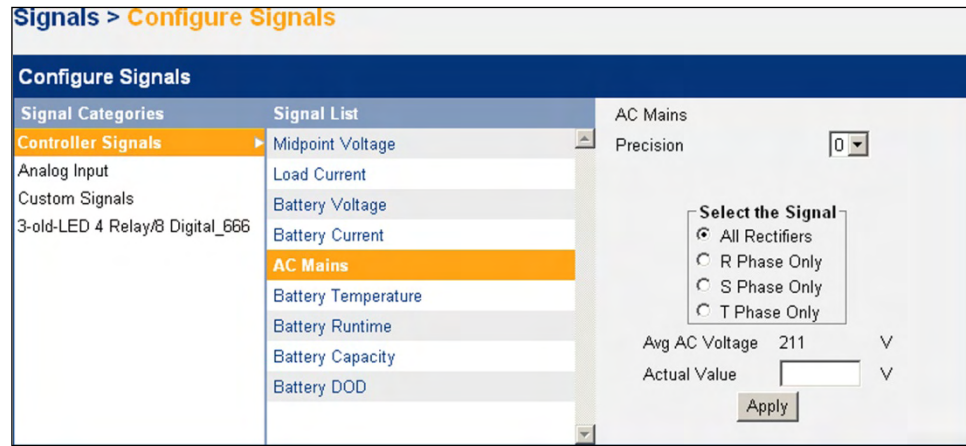 Signals > Configure Signals
Configure Signals
Signal Categories
Controller Signals
Analog Input
Custom Signals
3-old-LED 4 Relay/8 Digital_666
Signal List
Midpoint Voltage
Load Current
Battery Voltage
Battery Current
AC Mains
Battery Temperature
Battery Runtime
Battery Capacity
Battery DOD
AC Mains
Precision 0
Select the Signal
All Rectifiers
R Phase Only
S Phase Only
T Phase Only
Avg AC Voltage 211 V
Actual Value V
Apply